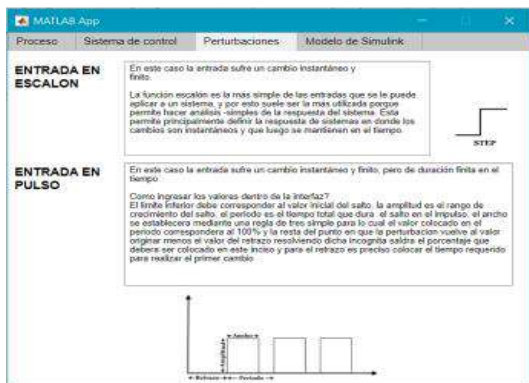 MATLAB App
Proceso Sistema de control Perturbaciones Modelo de Simulink
ENTRADA EN
ESCALON
En este caso la entrada sufre un cambio instantáneo y
finito.
La función escalón es la más simple de las entradas que se le puede
aplicar a un sistema, y por esto suele ser la más utilizada porque
permite hacer análisis -simples de la respuesta del sistema. Esta
permite principalmente definir la respuesta de sistemas en donde los
cambios son instantáneos y que luego se mantienen en el tiempo.
STEP
ENTRADA EN
PULSO
En este caso la entrada sufre un cambio instantáneo y finito, pero de duración finita en el
tiempo
Como ingresar los valores dentro de la interfaz?
El límite inferior debe corresponder al valor inicial del salto. la amplitud es el rango de
crecimiento del salto. el periodo es el tiempo total que dura el salto en el impulso. el ancho
se establecera mediante una regla de tres simple para lo cual el valor colocado en el
periodo correspondera al 100% y la resta del punto en que la perturbacion vuelve al valor
originar menos el valor del retrazo resolviendo dicha incognita saldra el porcentaje que
debera ser colocado en este inciso y para el retrazo es preciso colocar el tiempo requerido
para realizar el primer cambio
Ancho
Amplitud
Retrazo Periodo